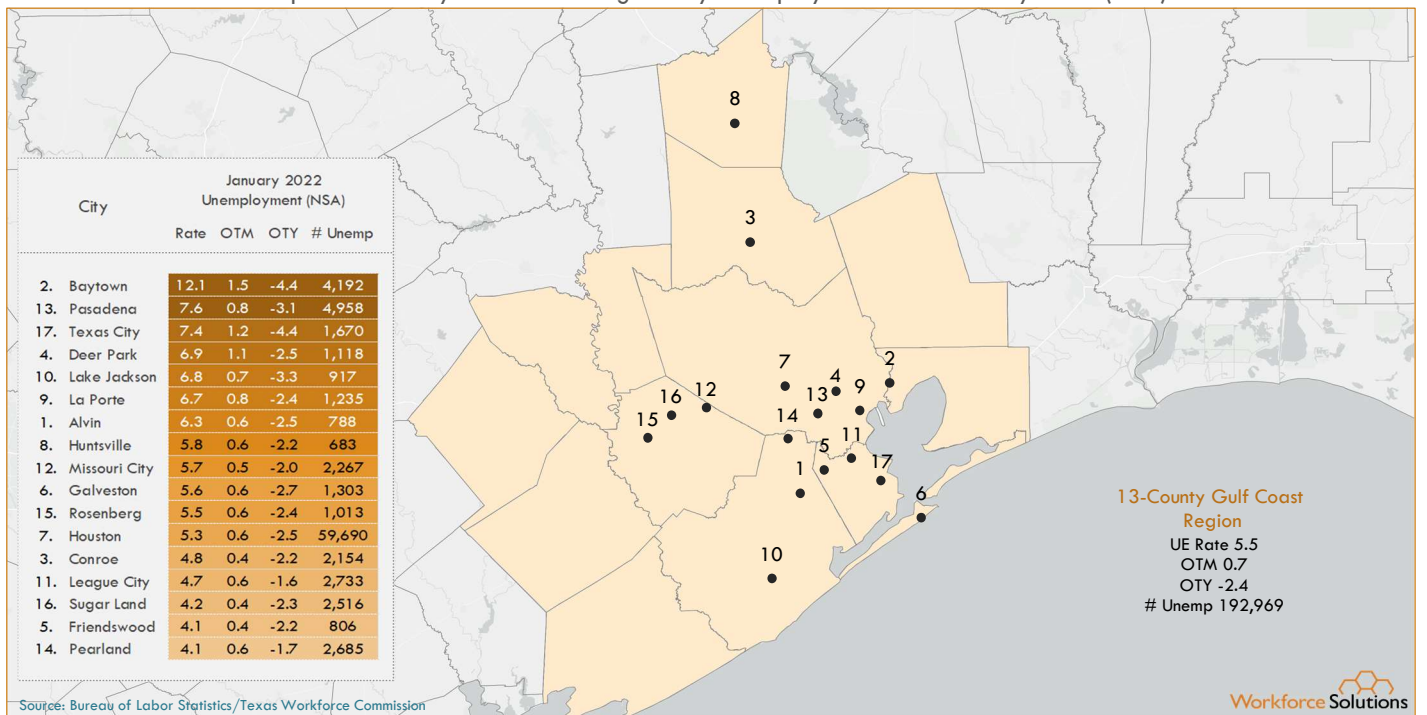 January 2022
Unemployment (NSA)
City
Rate OTM OTY # Unemp
2. Baytown 12.1 1.5 -4.4 4,192
13. Pasadena 7.6 0.8 -3.1 4,958
17. Texas City 7.4 1.2 -4.4 1,670
4. Deer Park 6.9 1.1 -2.5 1,118
10. Lake Jackson 6.8 0.7 -3.3 917
9. La Porte 6.7 0.8 -2.4 1,235
1. Alvin 6.3 0.6 -2.5 788
8. Huntsville 5.8 0.6 -2.2 683
12. Missouri City 5.7 0.5 -2.0 2,267
6. Galveston 5.6 0.6 -2.7 1,303
15. Rosenberg 5.5 0.6 -2.4 1,013
7. Houston 5.3 0.6 -2.5 59,690
3. Conroe 4.8 0.4 -2.2 2,154
11. League City 4.7 0.6 -1.6 2,733
16. Sugar Land 4.2 0.4 -2.3 2,516
5. Friendswood 4.1 0.4 -2.2 806
14. Pearland 4.1 0.6 -1.7 2,685
8
3
7
4
2
16
12
13
9
15
14
5
11
1
17
6
10
13-County Gulf Coast
Region
UE Rate 5.5
OTM 0.7
OTY -2.4
# Unemp 192,969
Source: Bureau of Labor Statistics/Texas Workforce Commission
Workforce Solutions